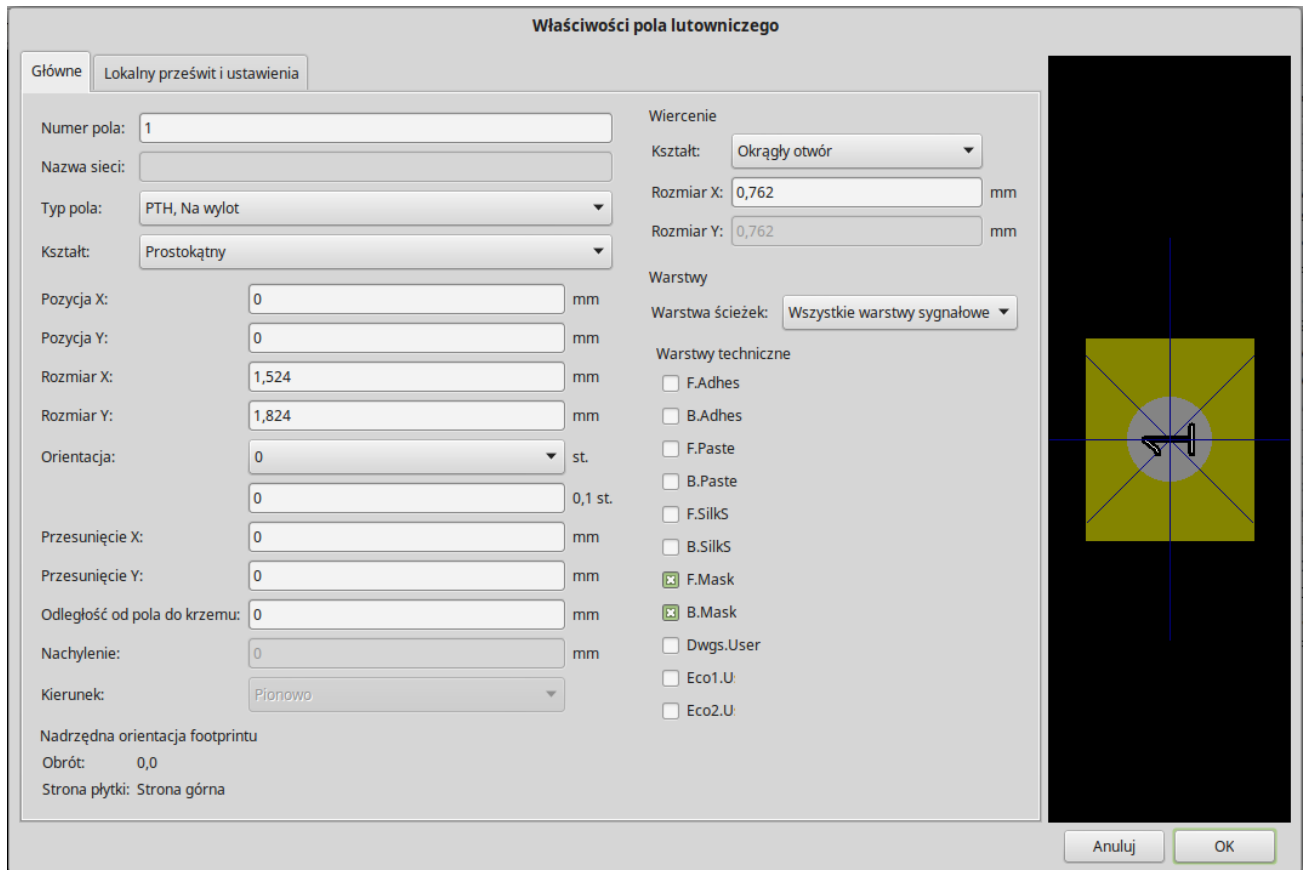 Właściwości pola lutowniczego
Główne
Lokalny prześwit i ustawienia
Numer pola: 1
Nazwa sieci:
Typ pola: PTH, Na wylot
Kształt: Prostokątny
Pozycja X: 0 mm
Pozycja Y: 0 mm
Rozmiar X: 1,524 mm
Rozmiar Y: 1,824 mm
Orientacja: 0 st.
0 0,1 st.
Przesunięcie X: 0 mm
Przesunięcie Y: 0 mm
Odległość od pola do krzemu: 0 mm
Nachylenie: 0 mm
Kierunek: Pionowo
Nadrzędna orientacja footprintu
Obrót: 0,0
Strona płytki: Strona górna
Wiercenie
Kształt: Okrągły otwór
Rozmiar X: 0,762 mm
Rozmiar Y: 0,762 mm
Warstwy
Warstwa ścieżek: Wszystkie warstwy sygnałowe
Warstwy techniczne
F.Adhes
B.Adhes
F.Paste
B.Paste
F.SilkS
B.SilkS
F.Mask
B.Mask
Dwgs.User
Eco1.U
Eco2.U
1
Anuluj
OK